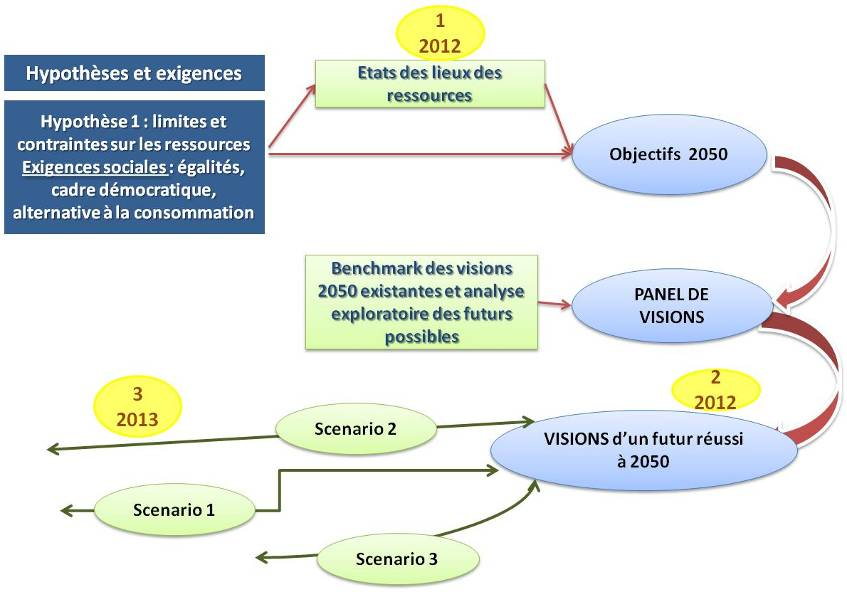 1
2012
Hypothèses et exigences
Etats des lieux des
ressources
Hypothèse 1 : limites et
contraintes sur les ressources
Exigences sociales : égalités,
cadre démocratique,
alternative à la consommation
Objectifs 2050
Benchmark des visions
2050 existantes et analyse
exploratoire des futurs
possibles
PANEL DE
VISIONS
3
2013
2
2012
Scenario 2
VISIONS d'un futur réussi
à 2050
Scenario 1
Scenario 3